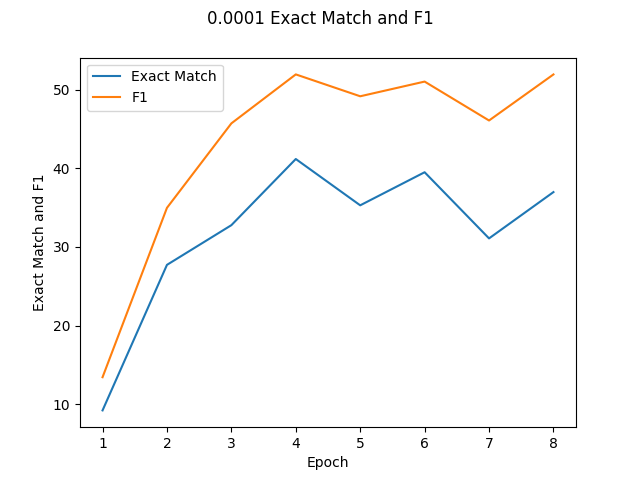 0.0001 Exact Match and F1
Exact Match
F1
50
40
30
20
10
Exact Match and F1
1 2 3 4 5 6 7 8
Epoch